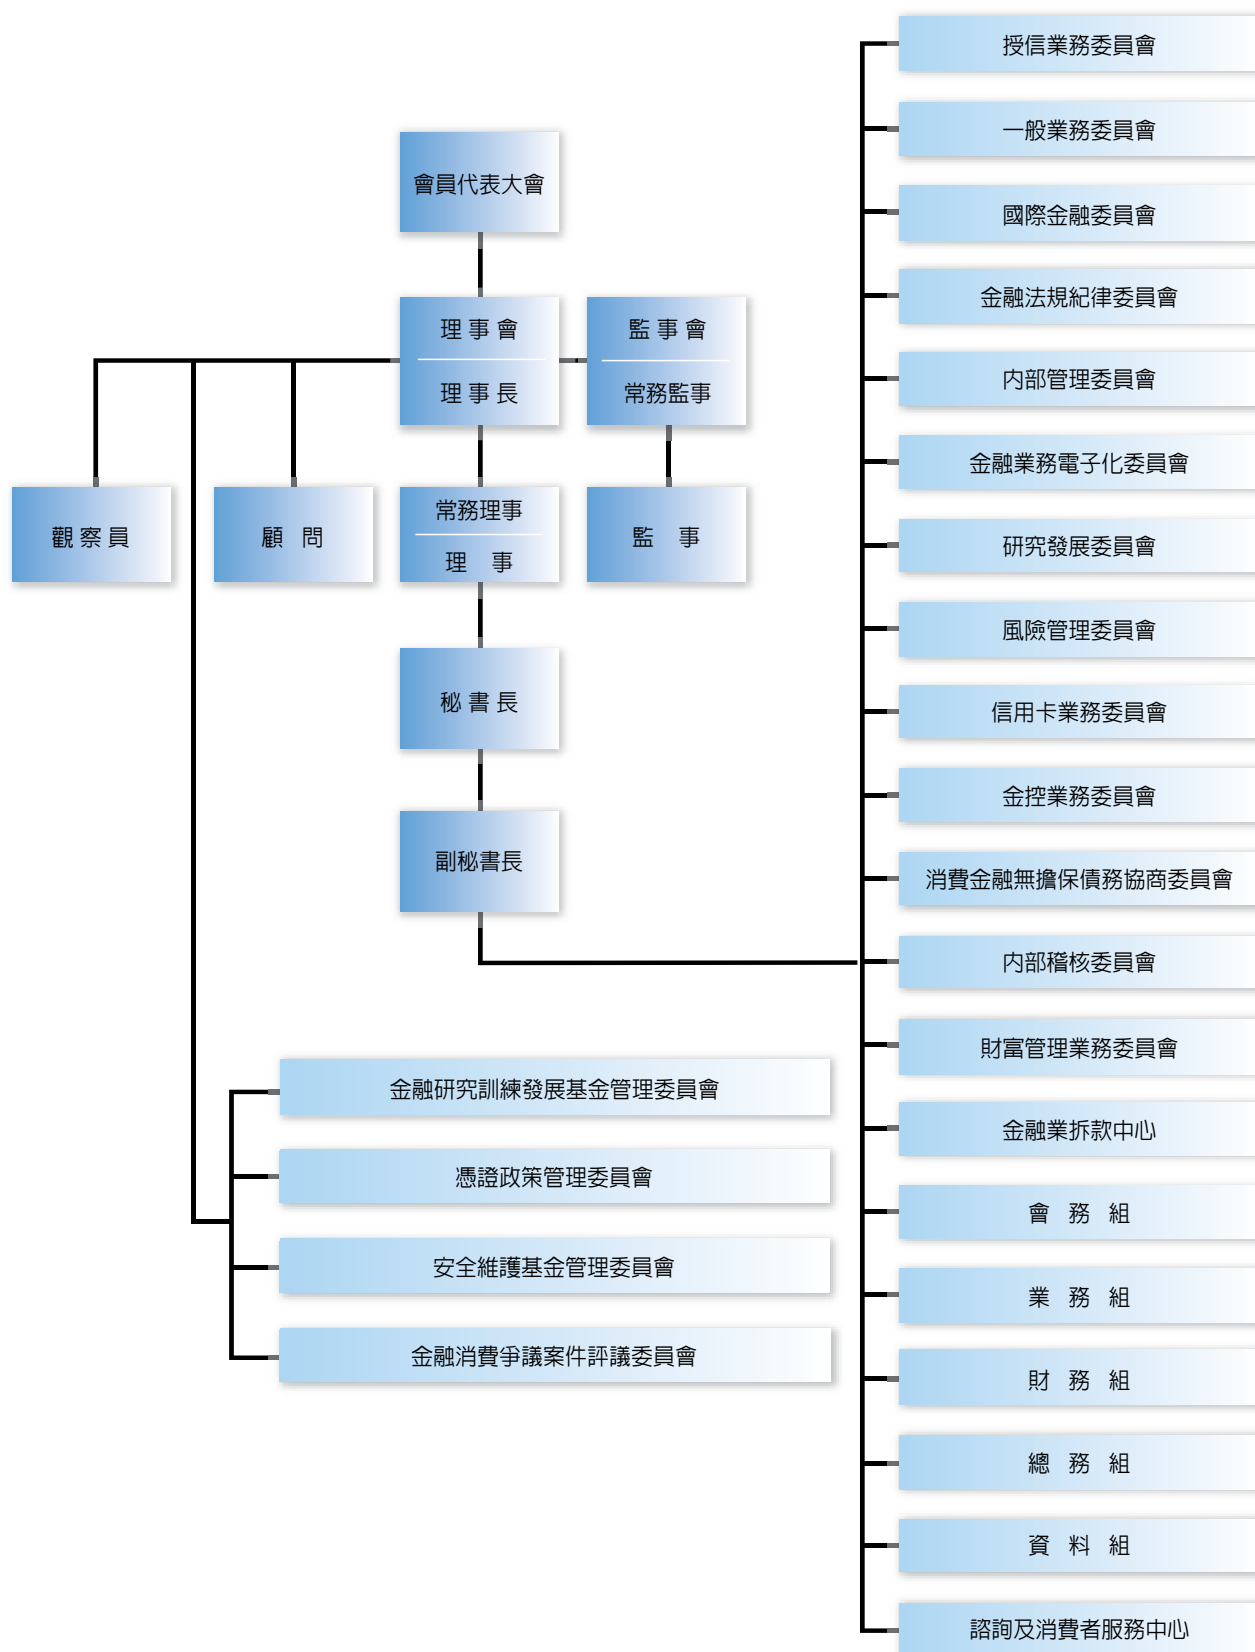 會員代表大會
理事會
理事長
監事會
常務監事
觀察員
顧問
常務理事
理事
監事
秘書長
副秘書長
金融研究訓練發展基金管理委員會
憑證政策管理委員會
安全維護基金管理委員會
金融消費爭議案件評議委員會
授信業務委員會
一般業務委員會
國際金融委員會
金融法規紀律委員會
內部管理委員會
金融業務電子化委員會
研究發展委員會
風險管理委員會
信用卡業務委員會
金控業務委員會
消費金融無擔保債務協商委員會
內部稽核委員會
財富管理業務委員會
金融業拆款中心
會務組
業務組
財務組
總務組
資料組
諮詢及消費者服務中心